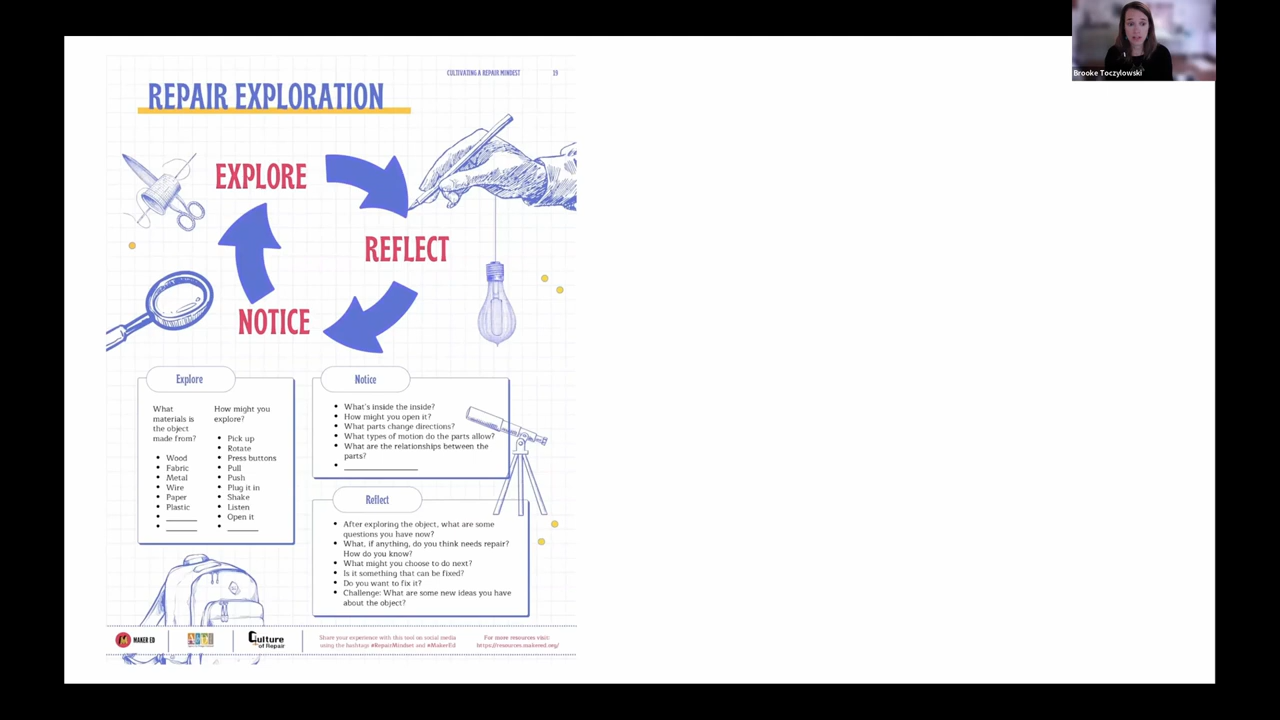 Brooke Toczylowski
CULTIVATING A REPAIR MINDEST 19
REPAIR EXPLORATION
EXPLORE
REFLECT
NOTICE
Explore
What
materials is
the object
made from?
• Wood
• Fabric
• Metal
• Wire
• Paper
• Plastic
• ______
• ______
How might you
explore?
• Pick up
• Rotate
• Press buttons
• Pull
• Push
• Plug it in
• Shake
• Listen
• Open it
• ______
Notice
• What's inside the inside?
• How might you open it?
• What parts change directions?
• What types of motion do the parts allow?
• What are the relationships between the
parts?
• ______________
Reflect
• After exploring the object, what are some
questions you have now?
• What, if anything, do you think needs repair?
How do you know?
• What might you choose to do next?
• Is it something that can be fixed?
• Do you want to fix it?
• Challenge: What are some new ideas you have
about the object?
MAKER ED
Culture
of Repair
Share your experience with this tool on social media
using the hashtags #RepairMindset and #MakerEd
For more resources visit:
https://resources.makered.org/